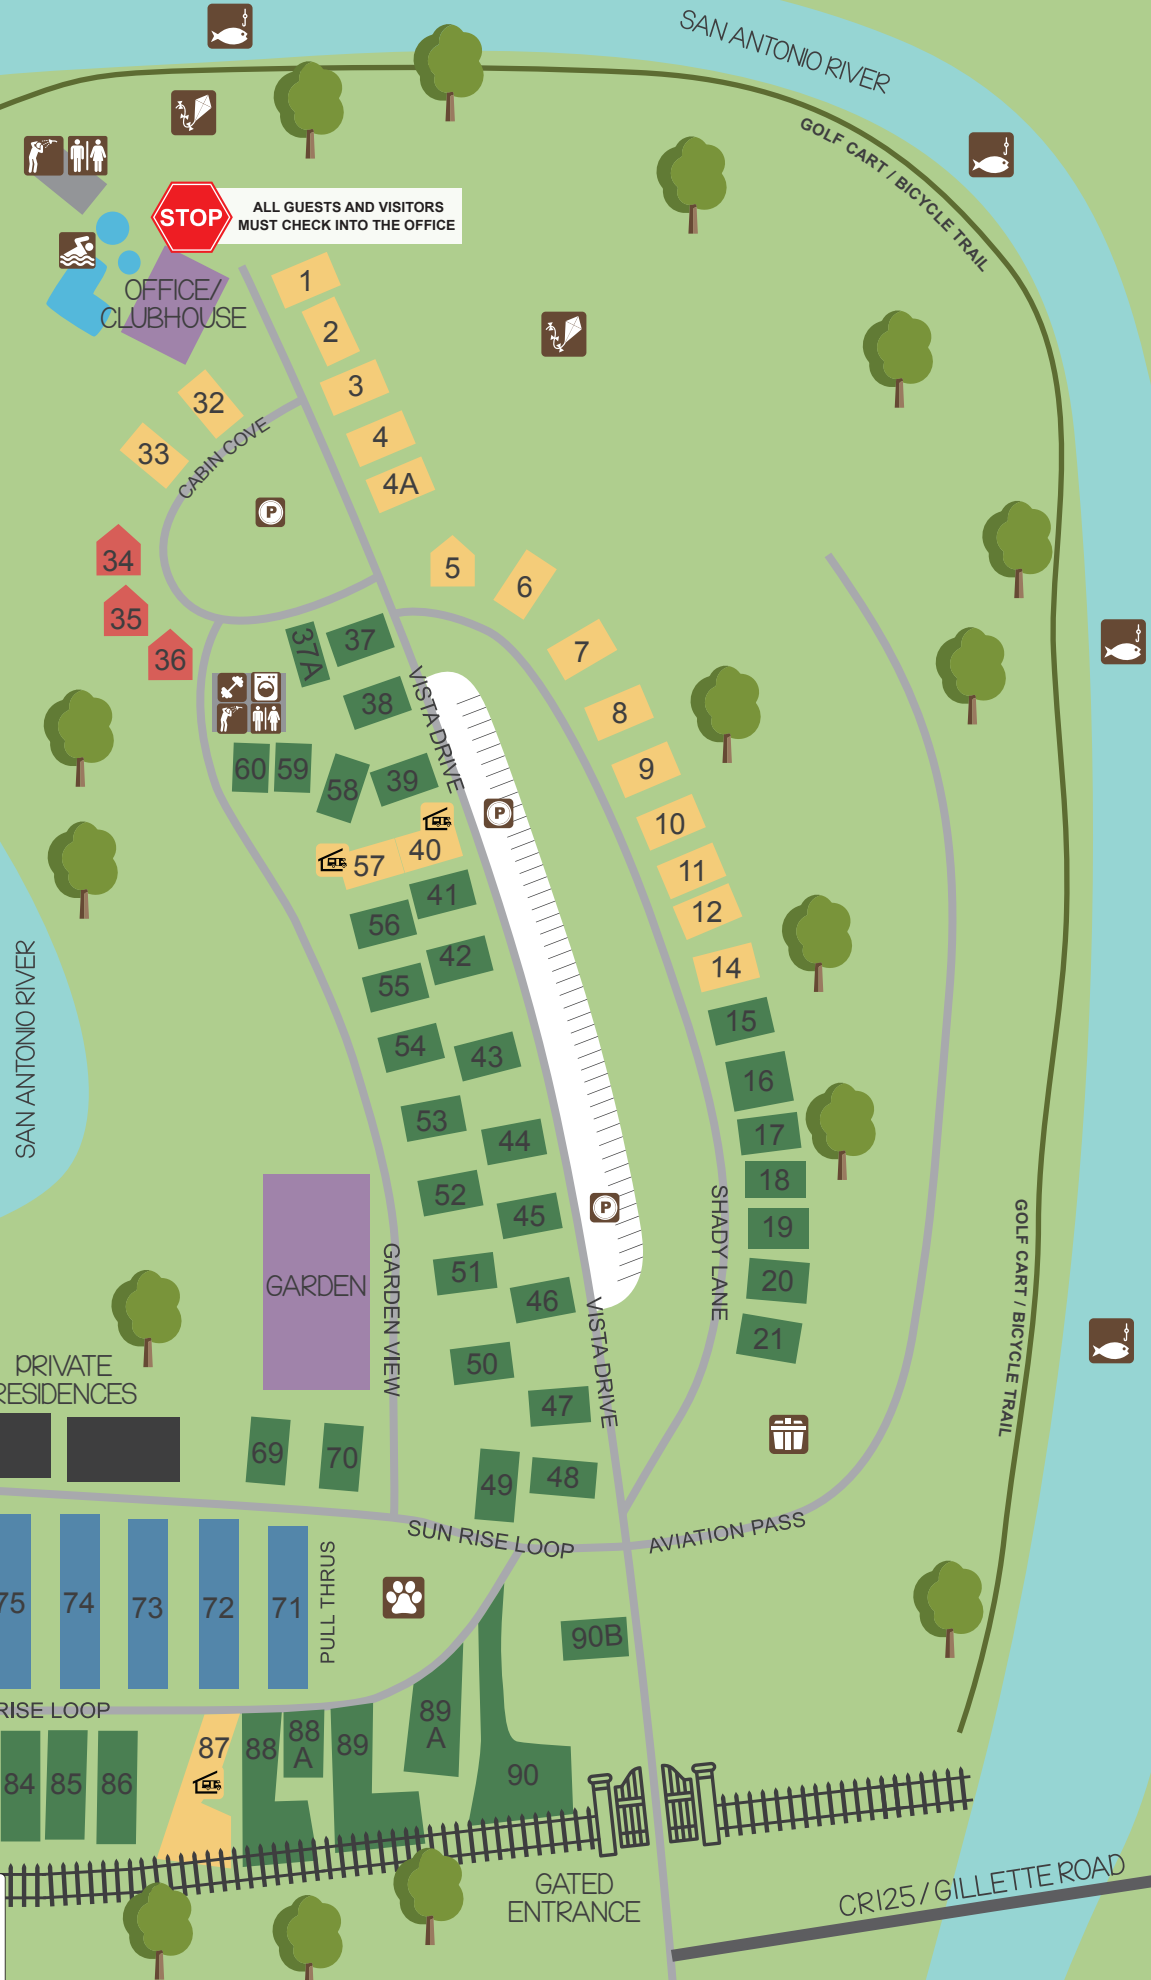 SAN ANTONIO RIVER
GOLF CART / BICYCLE TRAIL
STOP
ALL GUESTS AND VISITORS
MUST CHECK INTO THE OFFICE
OFFICE/
CLUBHOUSE
1
2
3
4
4A
32
33
CABIN COVE
P
34
35
36
5
6
7
8
9
10
11
12
14
15
16
17
18
19
20
21
37A
37
38
39
VISTA DRIVE
P
60
59
58
57
40
41
56
42
55
54
43
53
44
52
45
51
46
50
47
49
48
P
SAN ANTONIO RIVER
GARDEN
GARDEN VIEW
VISTA DRIVE
SHADY LANE
GOLF CART / BICYCLE TRAIL
PRIVATE
RESIDENCES
69
70
SUN RISE LOOP
AVIATION PASS
75
74
73
72
71
PULL THRUS
90B
RISE LOOP
84
85
86
87
88
88
A
89
89
A
90
GATED
ENTRANCE
CR125 / GILLETTE ROAD